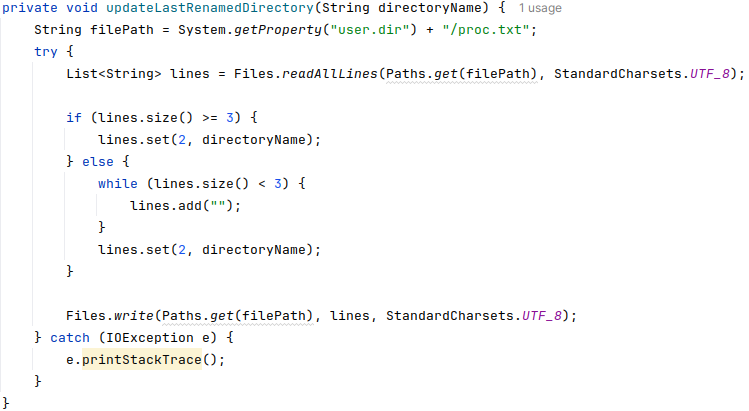 private void updateLastRenamedDirectory(String directoryName) { 1 usage
    String filePath = System.getProperty("user.dir") + "/proc.txt";
    try {
        List<String> lines = Files.readAllLines(Paths.get(filePath), StandardCharsets.UTF_8);

        if (lines.size() >= 3) {
            lines.set(2, directoryName);
        } else {
            while (lines.size() < 3) {
                lines.add("");
            }
            lines.set(2, directoryName);
        }

        Files.write(Paths.get(filePath), lines, StandardCharsets.UTF_8);
    } catch (IOException e) {
        e.printStackTrace();
    }
}